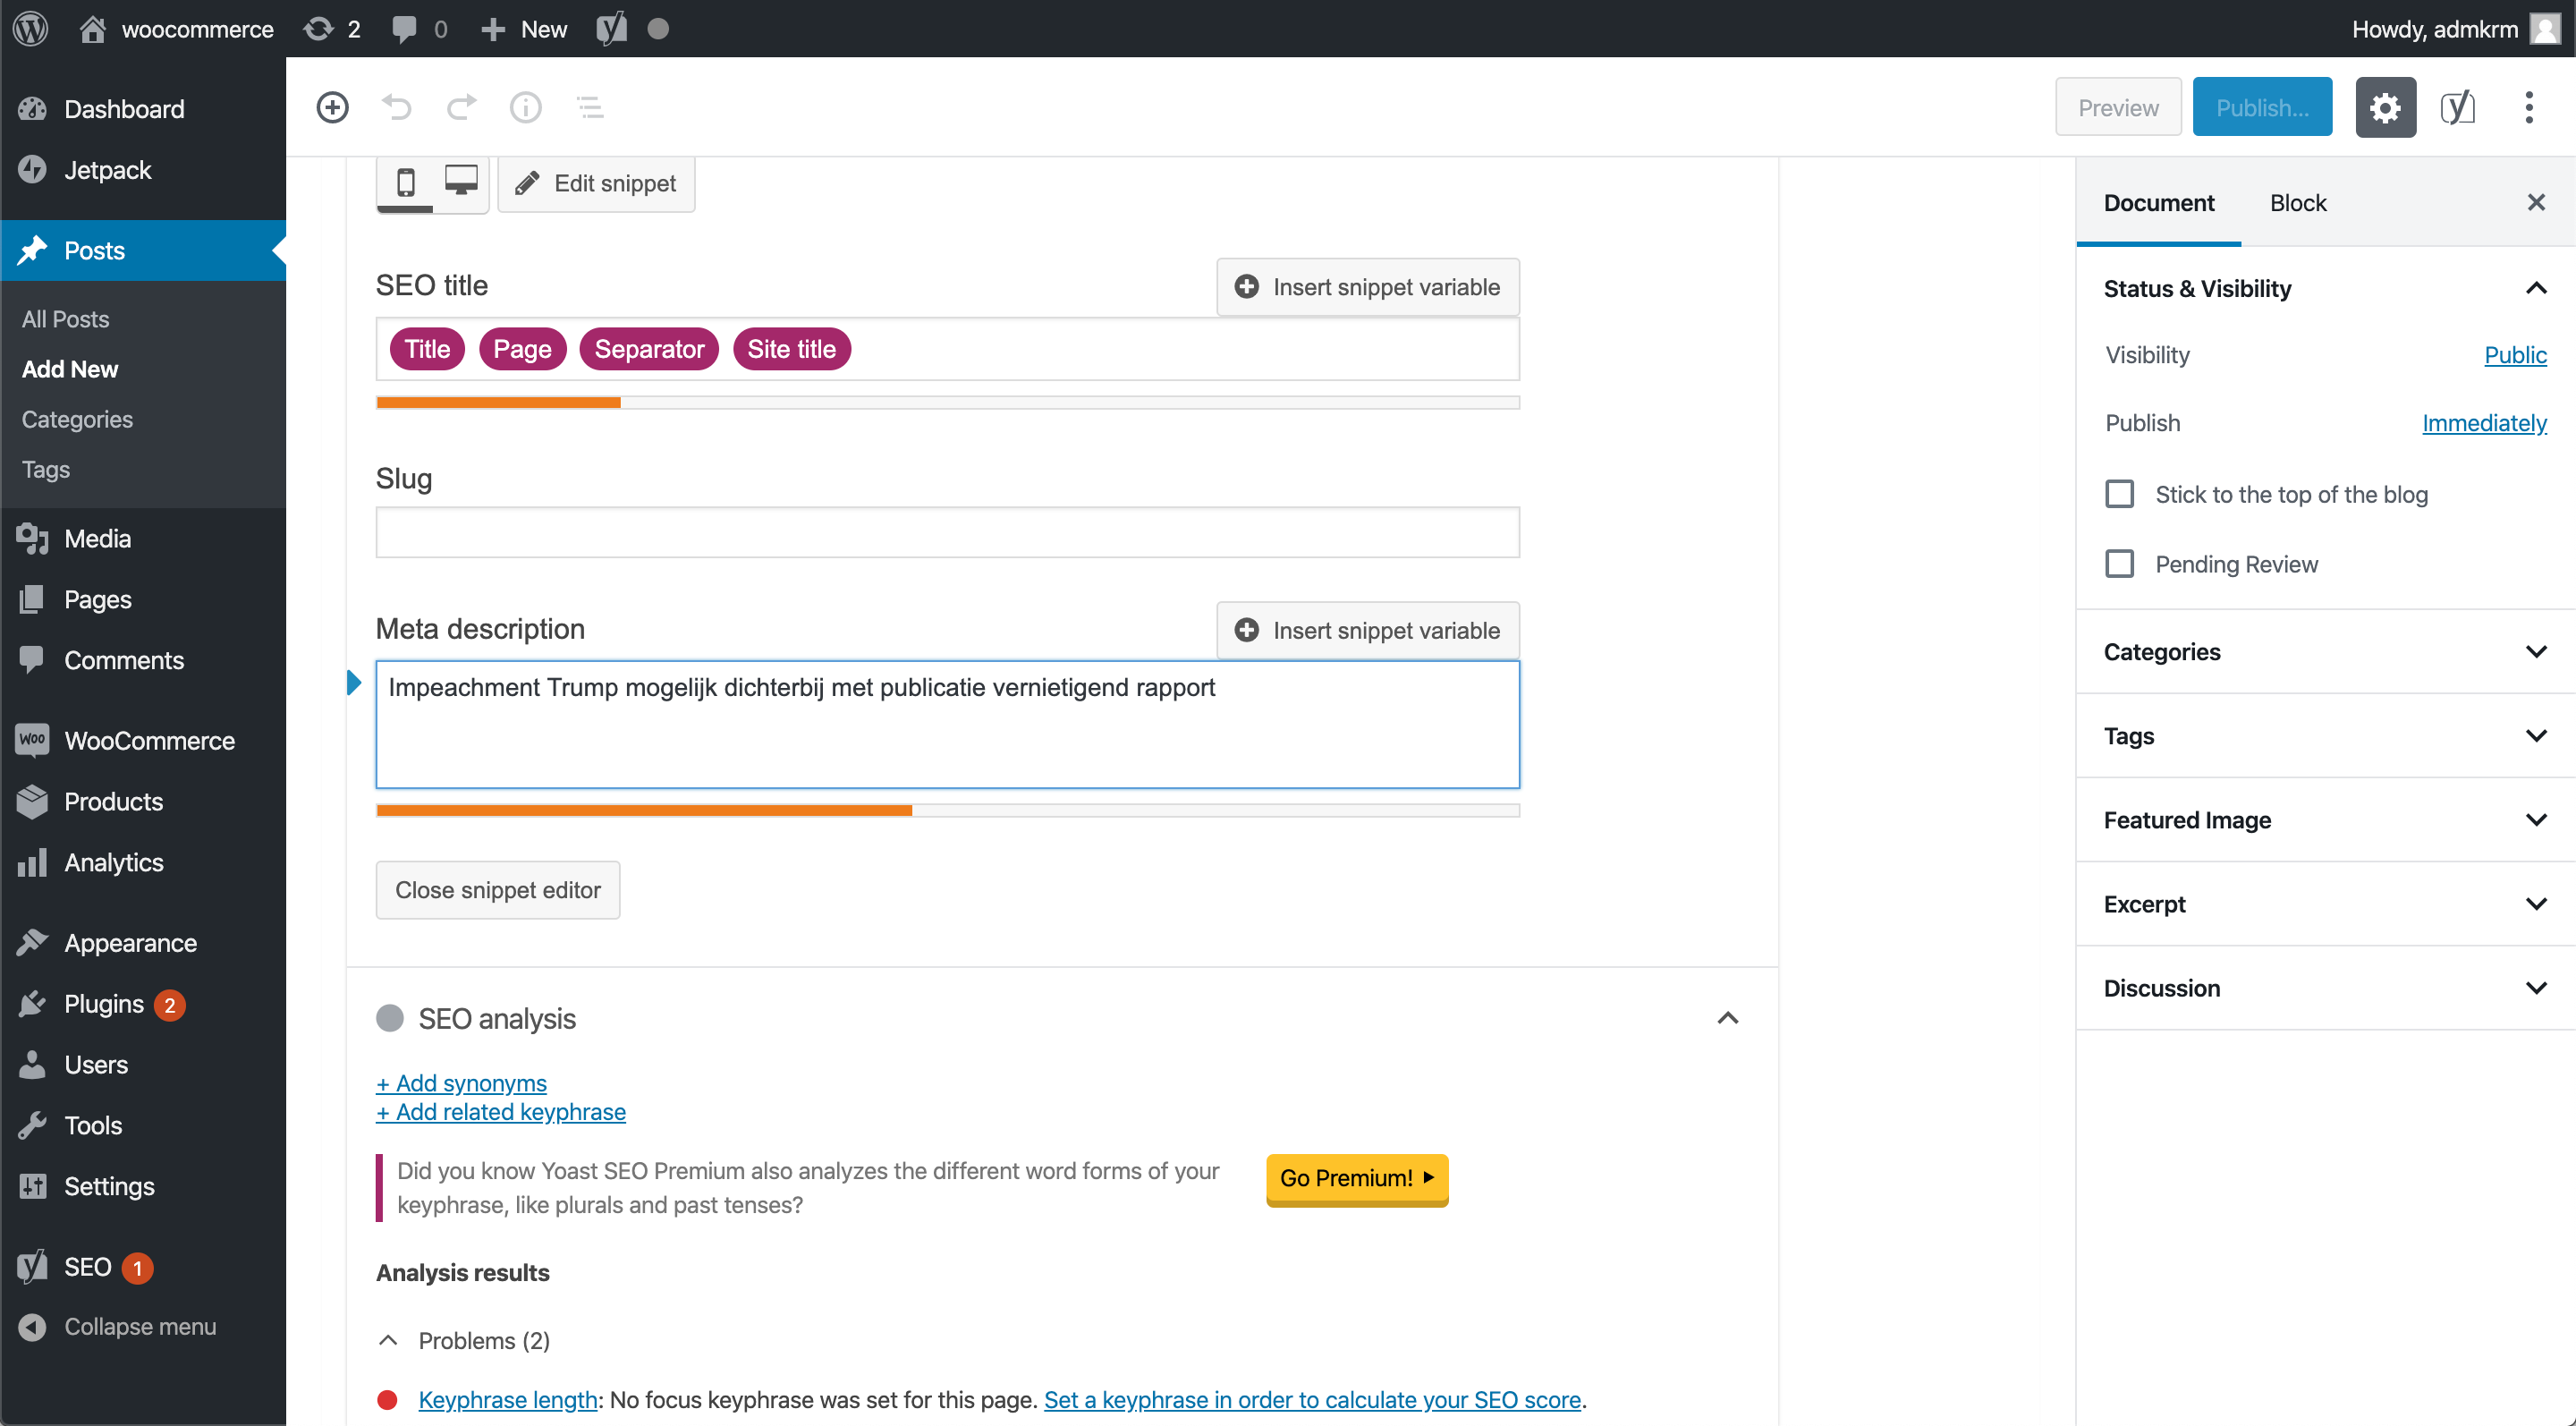 woocommerce 2 0 New Howdy, admkrm
Dashboard
Jetpack
Posts
All Posts
Add New
Categories
Tags
Media
Pages
Comments
WooCommerce
Products
Analytics
Appearance
Plugins 2
Users
Tools
Settings
SEO 1
Collapse menu
Preview Publish...
Edit snippet
SEO title Insert snippet variable
Title Page Separator Site title
Slug
Meta description Insert snippet variable
Impeachment Trump mogelijk dichterbij met publicatie vernietigend rapport
Close snippet editor
SEO analysis
+ Add synonyms
+ Add related keyphrase
Did you know Yoast SEO Premium also analyzes the different word forms of your
keyphrase, like plurals and past tenses?
Go Premium!
Analysis results
Problems (2)
Keyphrase length: No focus keyphrase was set for this page. Set a keyphrase in order to calculate your SEO score.
Document Block
Status & Visibility
Visibility Public
Publish Immediately
Stick to the top of the blog
Pending Review
Categories
Tags
Featured Image
Excerpt
Discussion